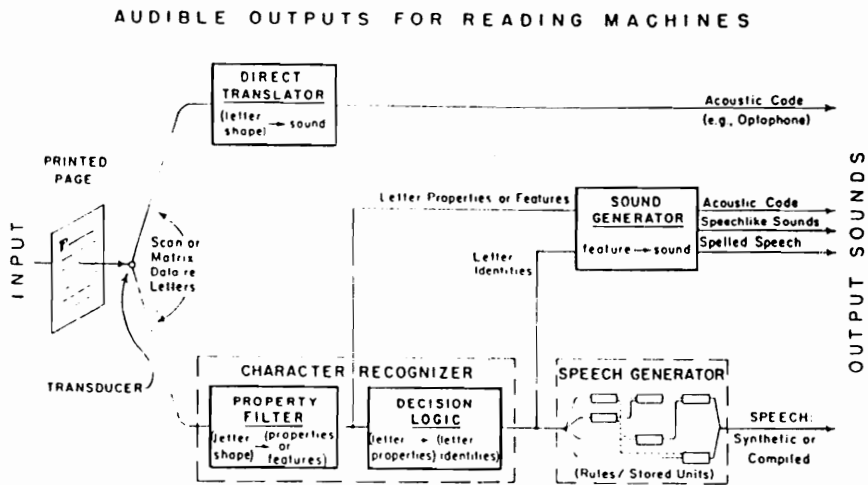 AUDIBLE OUTPUTS FOR READING MACHINES
DIRECT
TRANSLATOR
(letter
shape) → sound
Acoustic Code
(e.g., Optophone)
PRINTED
PAGE
INPUT
Scan or
Matrix
Data re
Letters
TRANSDUCER
Letter Properties or Features
Letter
Identities
SOUND
GENERATOR
feature → sound
Acoustic Code
Speechlike Sounds
Spelled Speech
OUTPUT SOUNDS
CHARACTER RECOGNIZER
PROPERTY
FILTER
(letter
shape) → (properties
or
features)
DECISION
LOGIC
(letter
properties) → (letter
identities)
SPEECH GENERATOR
(Rules/Stored Units)
SPEECH:
Synthetic or
Compiled